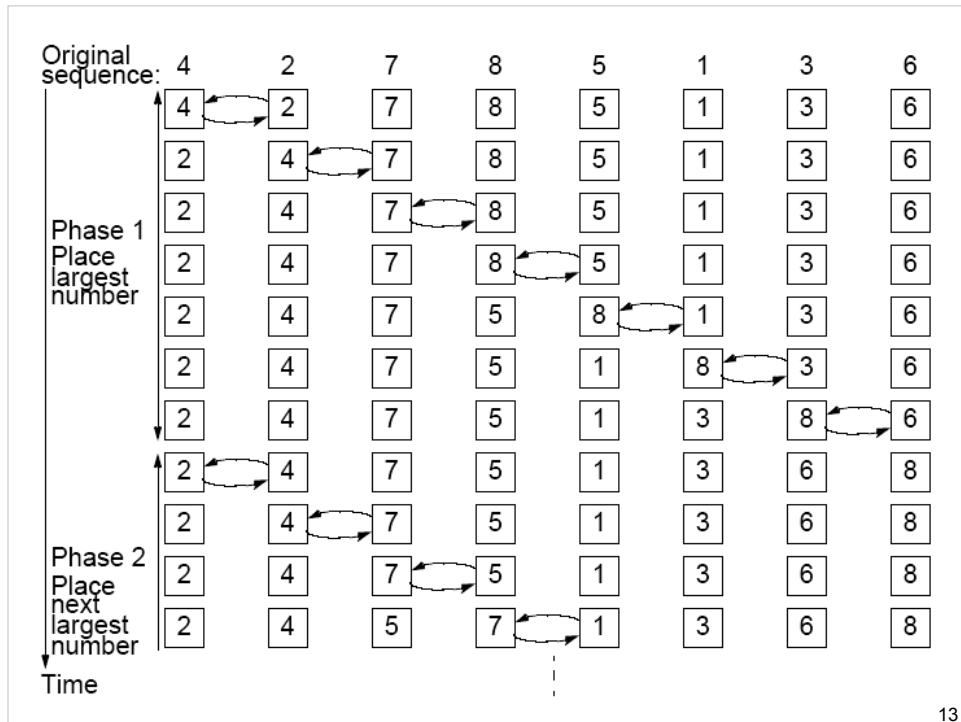 Original
sequence: 4 2 7 8 5 1 3 6
4 2 7 8 5 1 3 6
2 4 7 8 5 1 3 6
2 4 7 8 5 1 3 6
Phase 1
Place
largest
number
2 4 7 8 5 1 3 6
2 4 7 5 8 1 3 6
2 4 7 5 1 8 3 6
2 4 7 5 1 3 8 6
2 4 7 5 1 3 6 8
2 4 7 5 1 3 6 8
Phase 2
Place
next
largest
number
2 4 7 5 1 3 6 8
2 4 5 7 1 3 6 8
Time
13